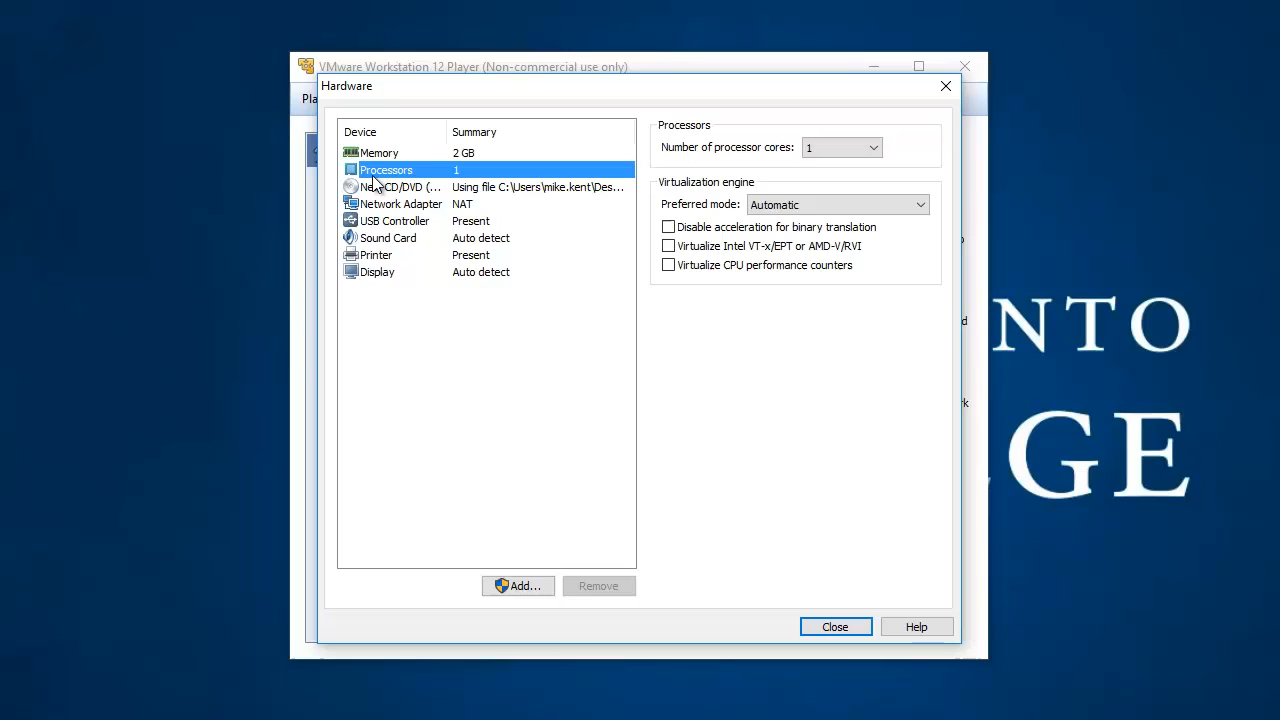 VMware Workstation 12 Player (Non-commercial use only)
Hardware
Pla
Device Summary
Memory 2 GB
Processors 1
CD/DVD (... Using file C:\Users\mike.kent\Des...
Network Adapter NAT
USB Controller Present
Sound Card Auto detect
Printer Present
Display Auto detect
Add... Remove
Processors
Number of processor cores: 1
Virtualization engine
Preferred mode: Automatic
Disable acceleration for binary translation
Virtualize Intel VT-x/EPT or AMD-V/RVI
Virtualize CPU performance counters
Close Help
NTO
GE